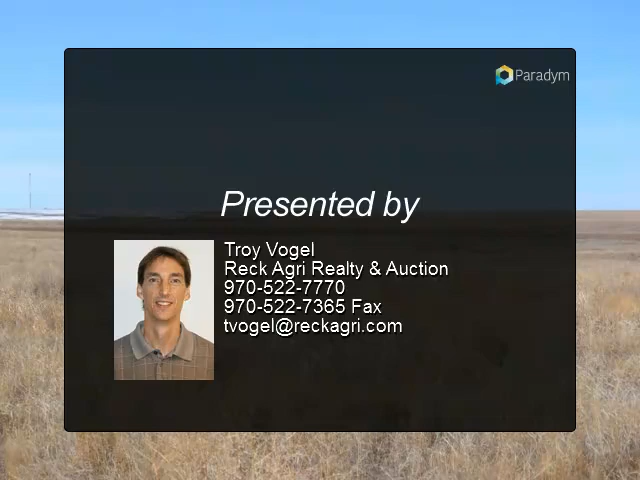 Paradym
Presented by
Troy Vogel
Reck Agri Realty & Auction
970-522-7770
970-522-7365 Fax
tvogel@reckagri.com